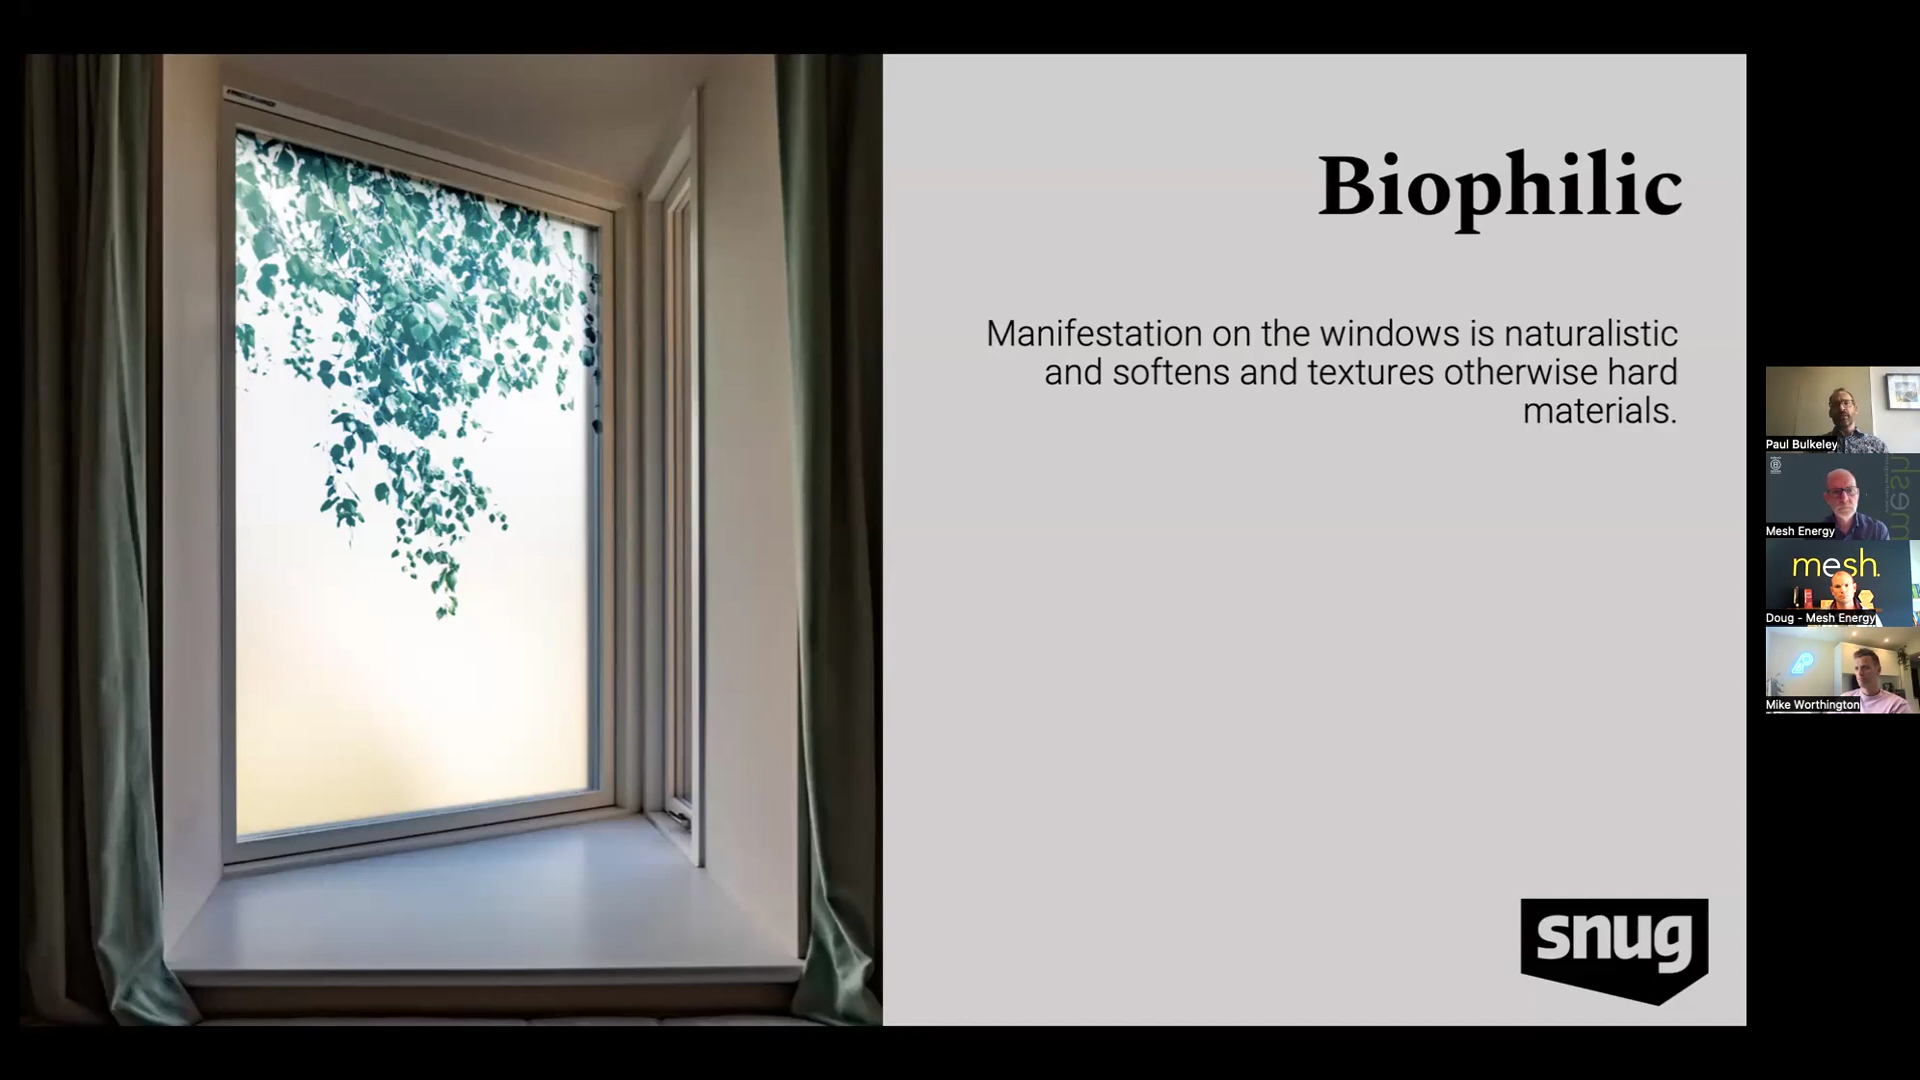 Biophilic
Manifestation on the windows is naturalistic
and softens and textures otherwise hard
materials.
snug
Paul Bulkeley
mesh
Mesh Energy
mesh.
Doug - Mesh Energy
Mike Worthington